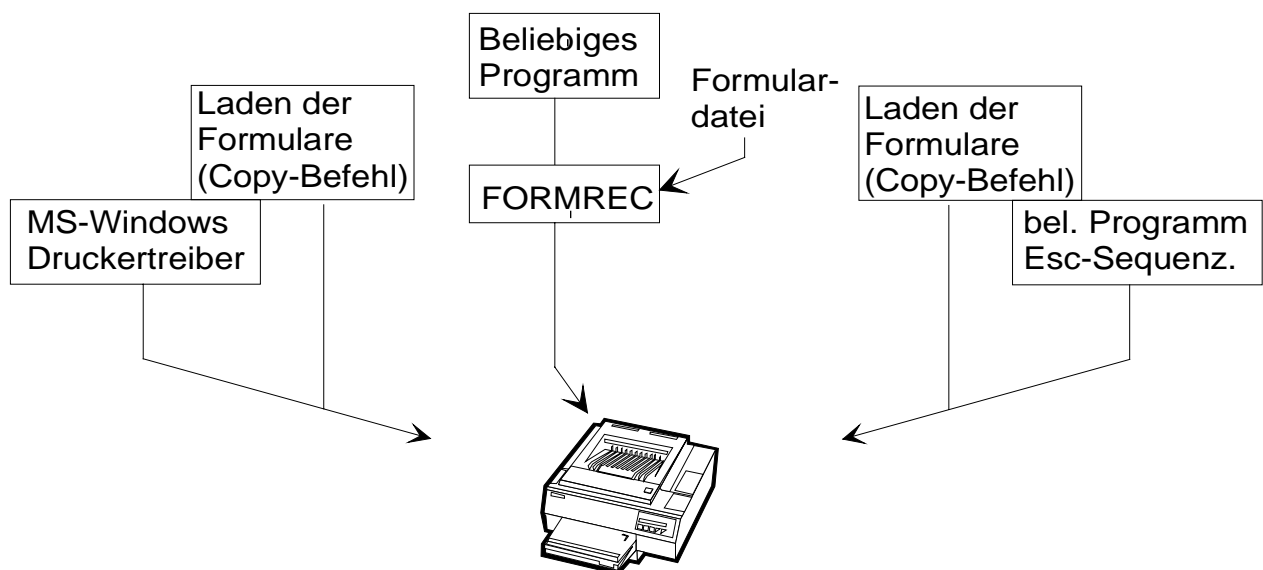 Beliebiges
Programm
Formular-
datei
Laden der
Formulare
(Copy-Befehl)
MS-Windows
Druckertreiber
FORMREC
Laden der
Formulare
(Copy-Befehl)
bel. Programm
Esc-Sequenz.